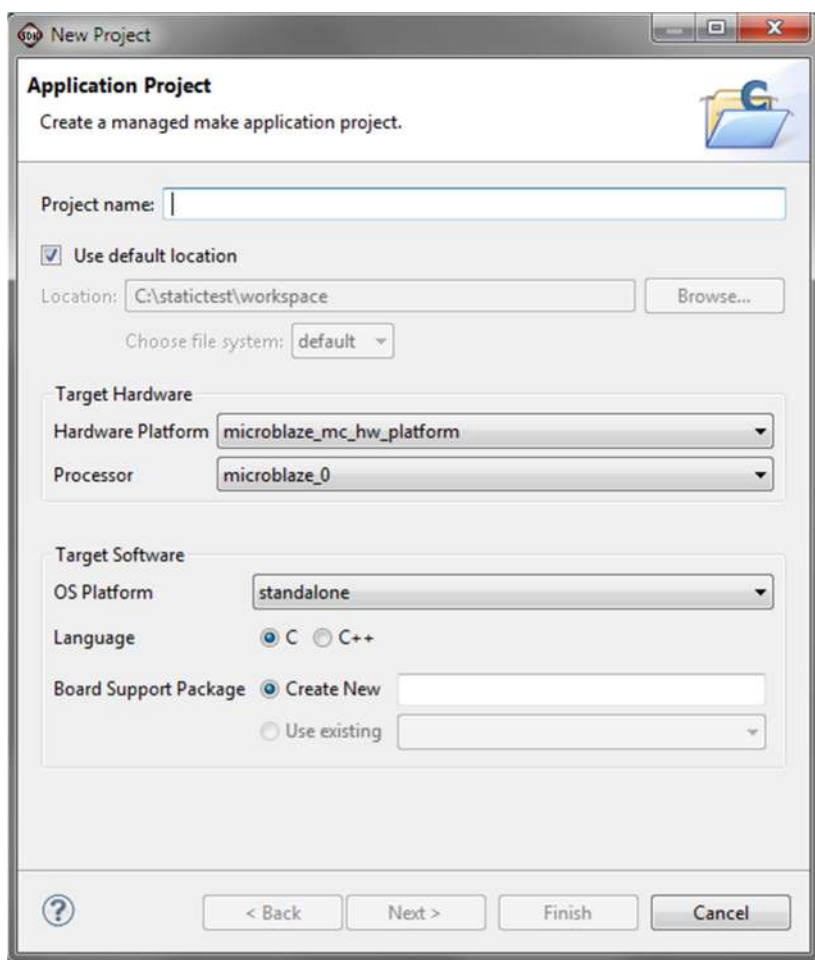 SDK New Project
Application Project
Create a managed make application project.
C
Project name:
Use default location
Location: C:\statictest\workspace Browse...
Choose file system: default
Target Hardware
Hardware Platform microblaze_mc_hw_platform
Processor microblaze_0
Target Software
OS Platform standalone
Language C C++
Board Support Package Create New
Use existing
? < Back Next > Finish Cancel